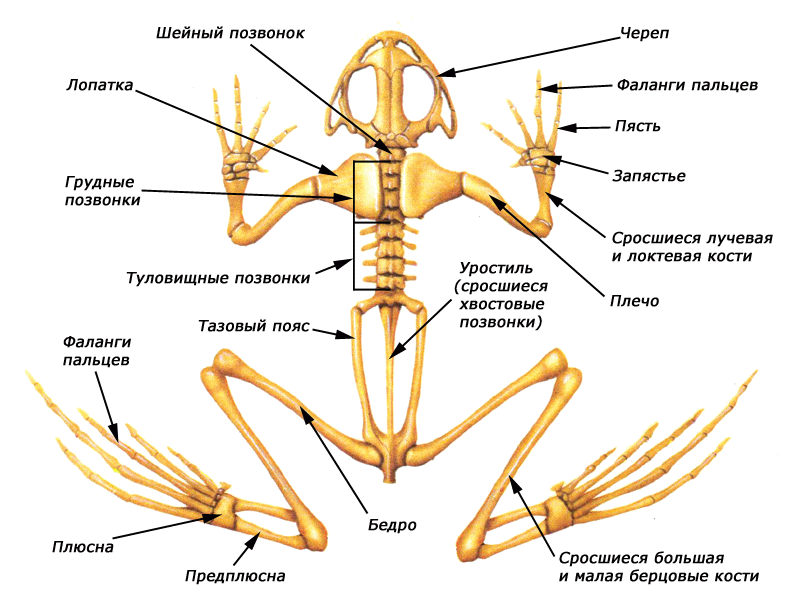 Шейный позвонок
Череп
Лопатка
Фаланги пальцев
Пясть
Грудные
позвонки
Запястье
Сросшиеся лучевая
и локтевая кости
Туловищные позвонки
Уростиль
(сросшиеся
хвостовые
позвонки)
Плечо
Тазовый пояс
Фаланги
пальцев
Бедро
Плюсна
Предплюсна
Сросшиеся большая
и малая берцовые кости